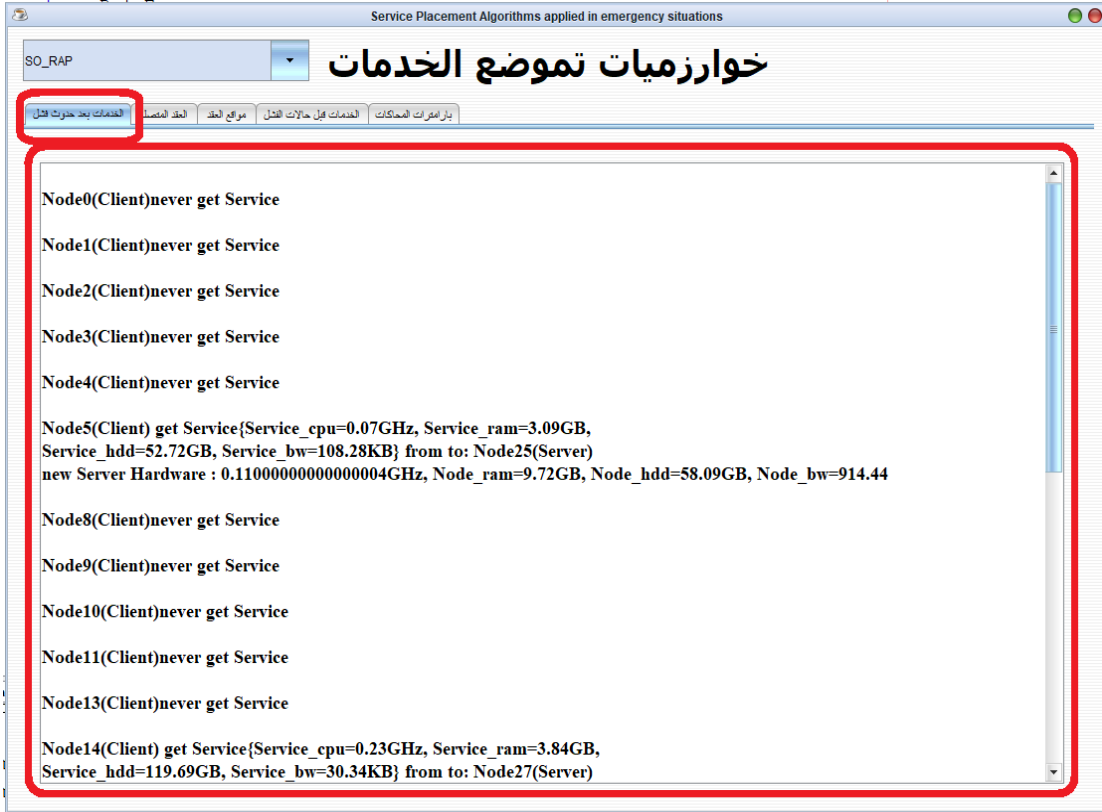 Service Placement Algorithms applied in emergency situations
SO_RAP
خوارزميات تموضع الخدمات
بارامترات المحاكات
الخدمات قبل حالات الفشل
مواقع العقد
العقد المتصلة
الخدمات بعد حدوث فشل
Node0(Client)never get Service
Node1(Client)never get Service
Node2(Client)never get Service
Node3(Client)never get Service
Node4(Client)never get Service
Node5(Client) get Service{Service_cpu=0.07GHz, Service_ram=3.09GB,
Service_hdd=52.72GB, Service_bw=108.28KB} from to: Node25(Server)
new Server Hardware : 0.11000000000000004GHz, Node_ram=9.72GB, Node_hdd=58.09GB, Node_bw=914.44
Node8(Client)never get Service
Node9(Client)never get Service
Node10(Client)never get Service
Node11(Client)never get Service
Node13(Client)never get Service
Node14(Client) get Service{Service_cpu=0.23GHz, Service_ram=3.84GB,
Service_hdd=119.69GB, Service_bw=30.34KB} from to: Node27(Server)